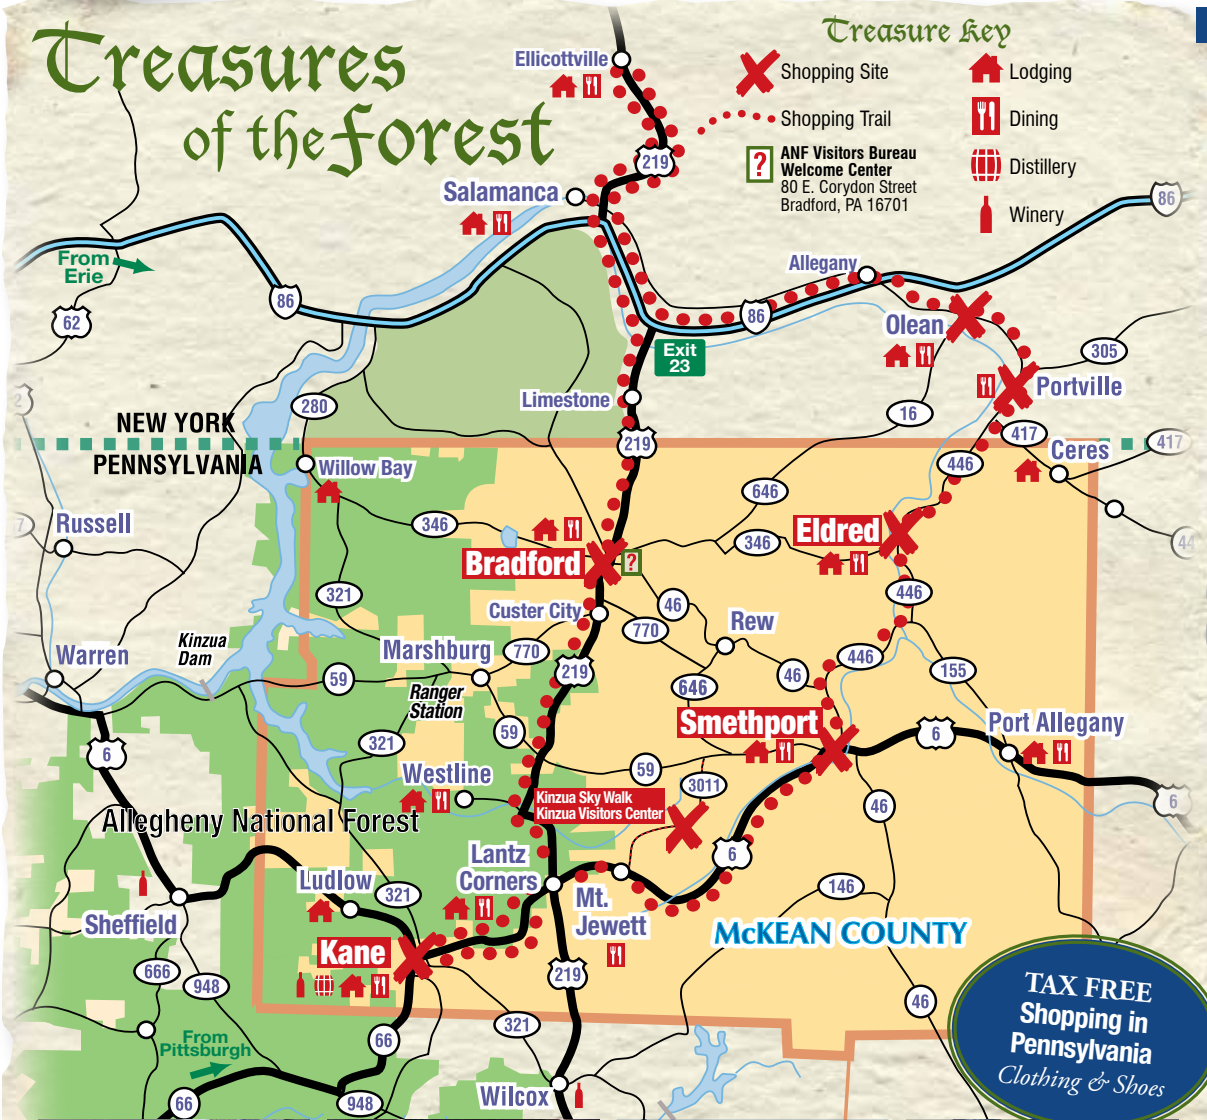 Treasures
of the Forest
Treasure Key
Shopping Site
Lodging
Shopping Trail
Dining
?
ANF Visitors Bureau
Welcome Center
80 E. Corydon Street
Bradford, PA 16701
Distillery
Winery
Ellicottville
219
Salamanca
86
From
Erie
Allegany
86
62
86
Olean
Exit
23
305
Portville
Limestone
280
16
NEW YORK
219
417
Ceres
417
PENNSYLVANIA
Willow Bay
446
646
Russell
346
Eldred
346
Bradford
?
321
446
Custer City
46
Rew
770
Kinzua
Dam
Warren
Marshburg
770
446
59
219
646
46
155
Ranger
Station
Smethport
Port Allegany
321
59
6
6
Westline
59
3011
Kinzua Sky Walk
Kinzua Visitors Center
46
6
Allegheny National Forest
Lantz
Corners
6
Ludlow
321
146
Mt.
Jewett
Sheffield
McKEAN COUNTY
Kane
666
948
219
46
TAX FREE
Shopping in
Pennsylvania
Clothing & Shoes
321
From
Pittsburgh
66
Wilcox
66
948